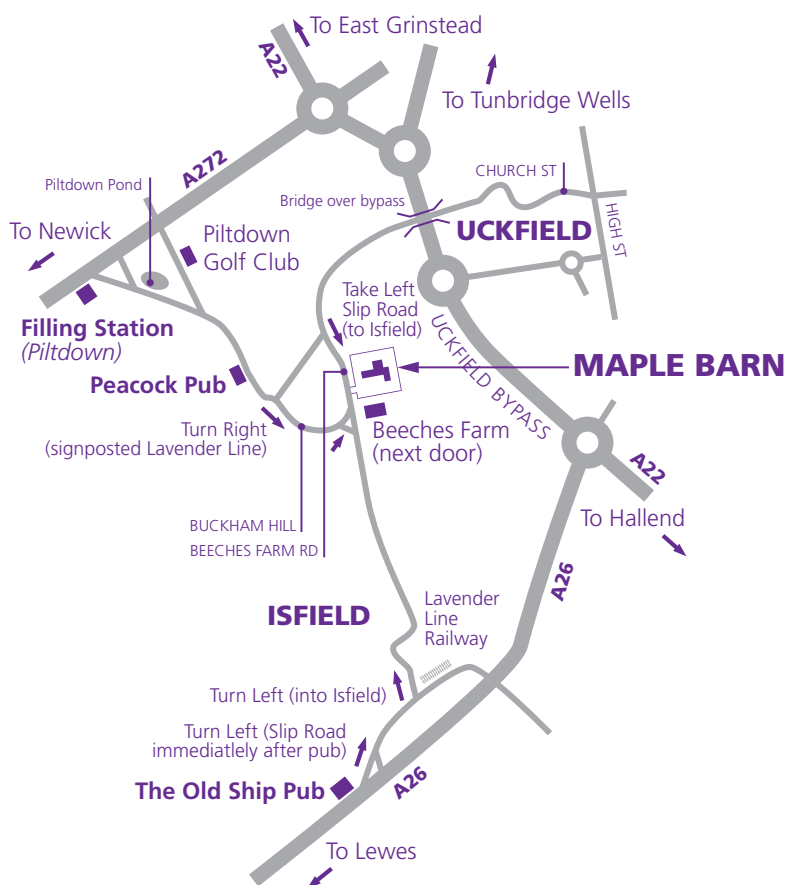 To East Grinstead
A22
To Tunbridge Wells
A272
Piltdown Pond
CHURCH ST
Bridge over bypass
HIGH ST
To Newick
Piltdown
Golf Club
UCKFIELD
Take Left
Slip Road
(to Isfield)
Filling Station
(Piltdown)
UCKFIELD BYPASS
MAPLE BARN
Peacock Pub
Turn Right
(signposted Lavender Line)
Beeches Farm
(next door)
A22
To Hallend
BUCKHAM HILL
BEECHES FARM RD
A26
ISFIELD
Lavender
Line
Railway
Turn Left (into Isfield)
Turn Left (Slip Road
immediatlely after pub)
The Old Ship Pub
A26
To Lewes